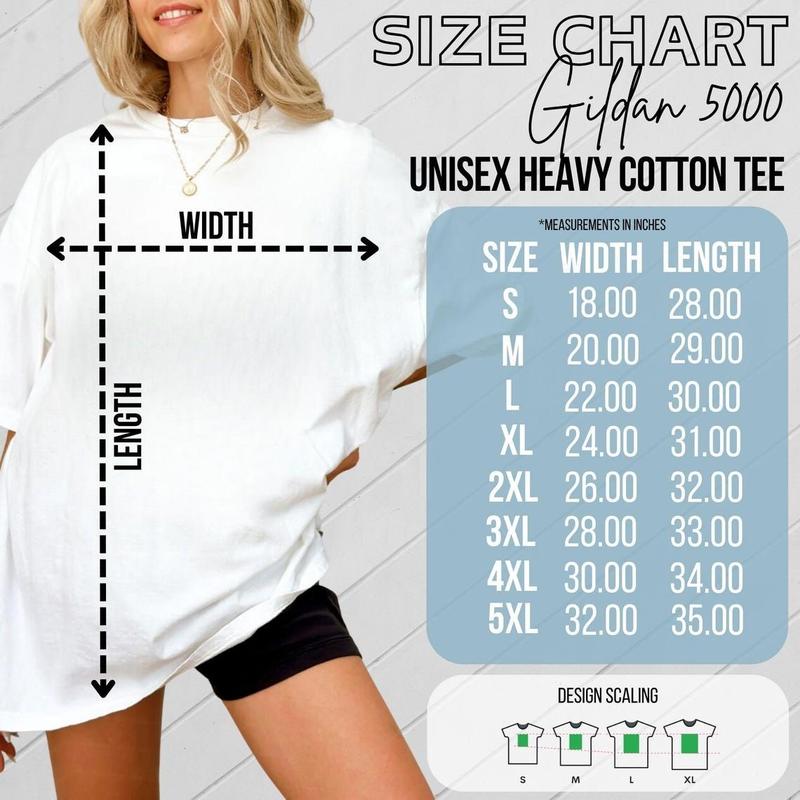 SIZE CHART
Gildan 5000
UNISEX HEAVY COTTON TEE
WIDTH
LENGTH
*MEASUREMENTS IN INCHES
SIZE WIDTH LENGTH
S 18.00 28.00
M 20.00 29.00
L 22.00 30.00
XL 24.00 31.00
2XL 26.00 32.00
3XL 28.00 33.00
4XL 30.00 34.00
5XL 32.00 35.00
DESIGN SCALING
S M L XL